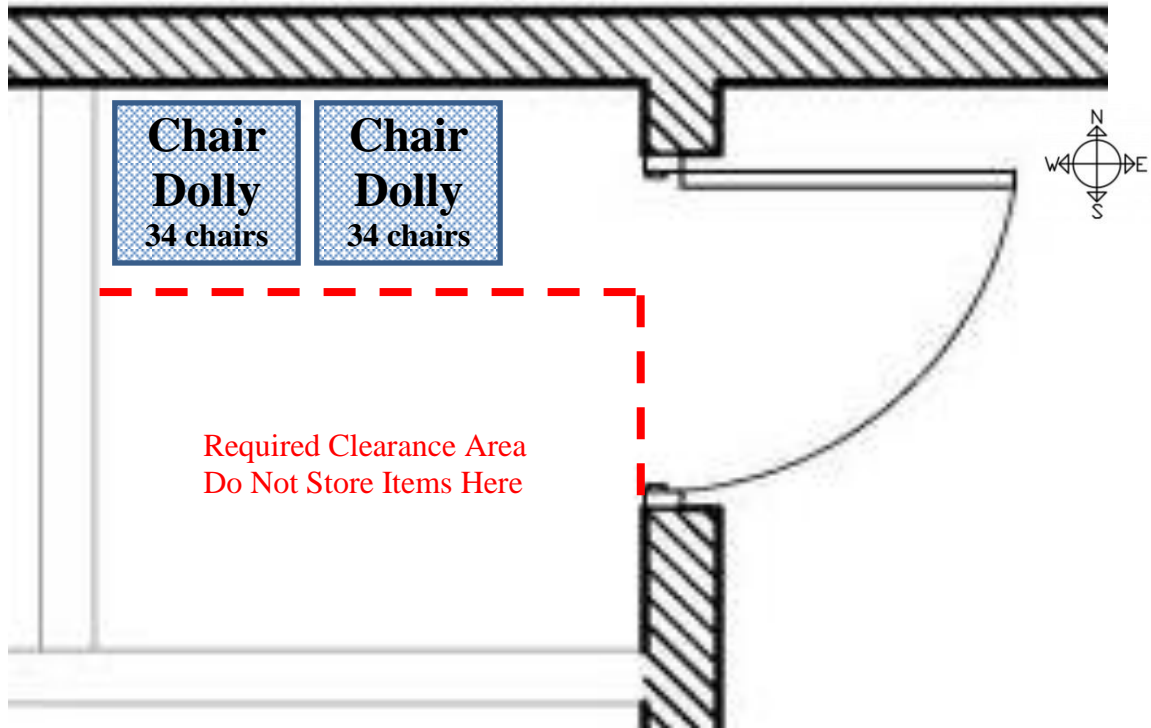 Chair
Dolly
34 chairs
Chair
Dolly
34 chairs
N
W E
S
Required Clearance Area
Do Not Store Items Here